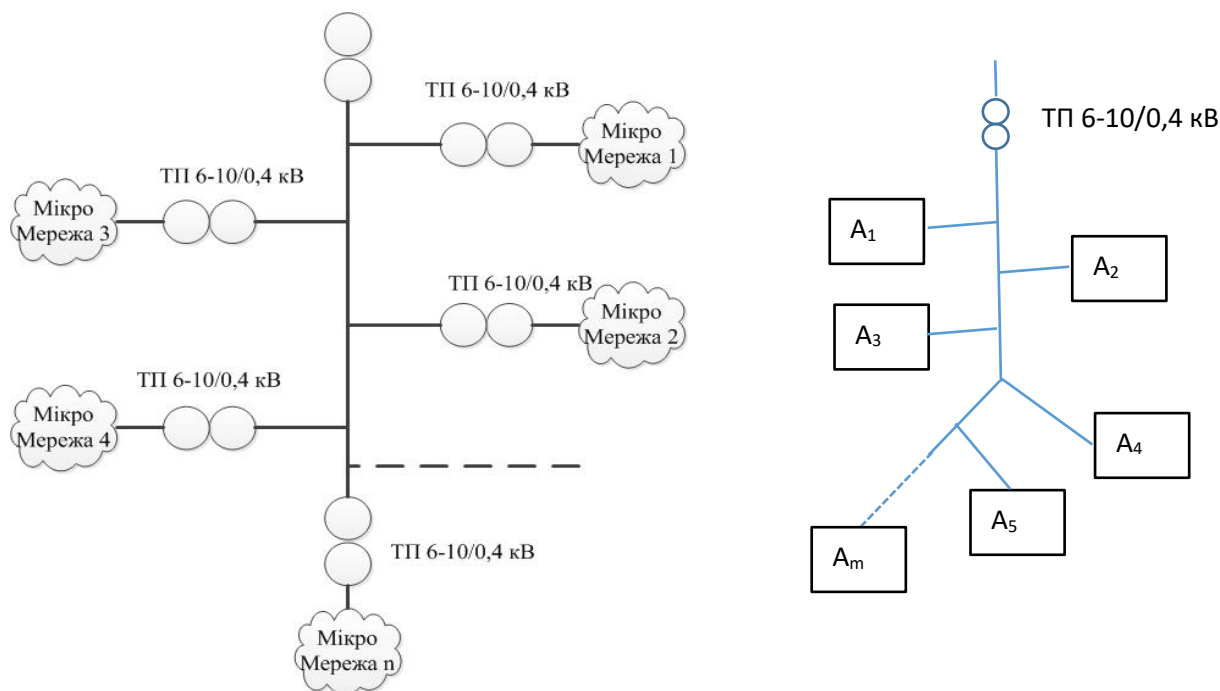 ТП 6-10/0,4 кВ
Мікро
Мережа 1
ТП 6-10/0,4 кВ
Мікро
Мережа 3
ТП 6-10/0,4 кВ
Мікро
Мережа 2
ТП 6-10/0,4 кВ
Мікро
Мережа 4
ТП 6-10/0,4 кВ
Мікро
Мережа n
ТП 6-10/0,4 кВ
A₁
A₂
A₃
A₄
A₅
Aₘ